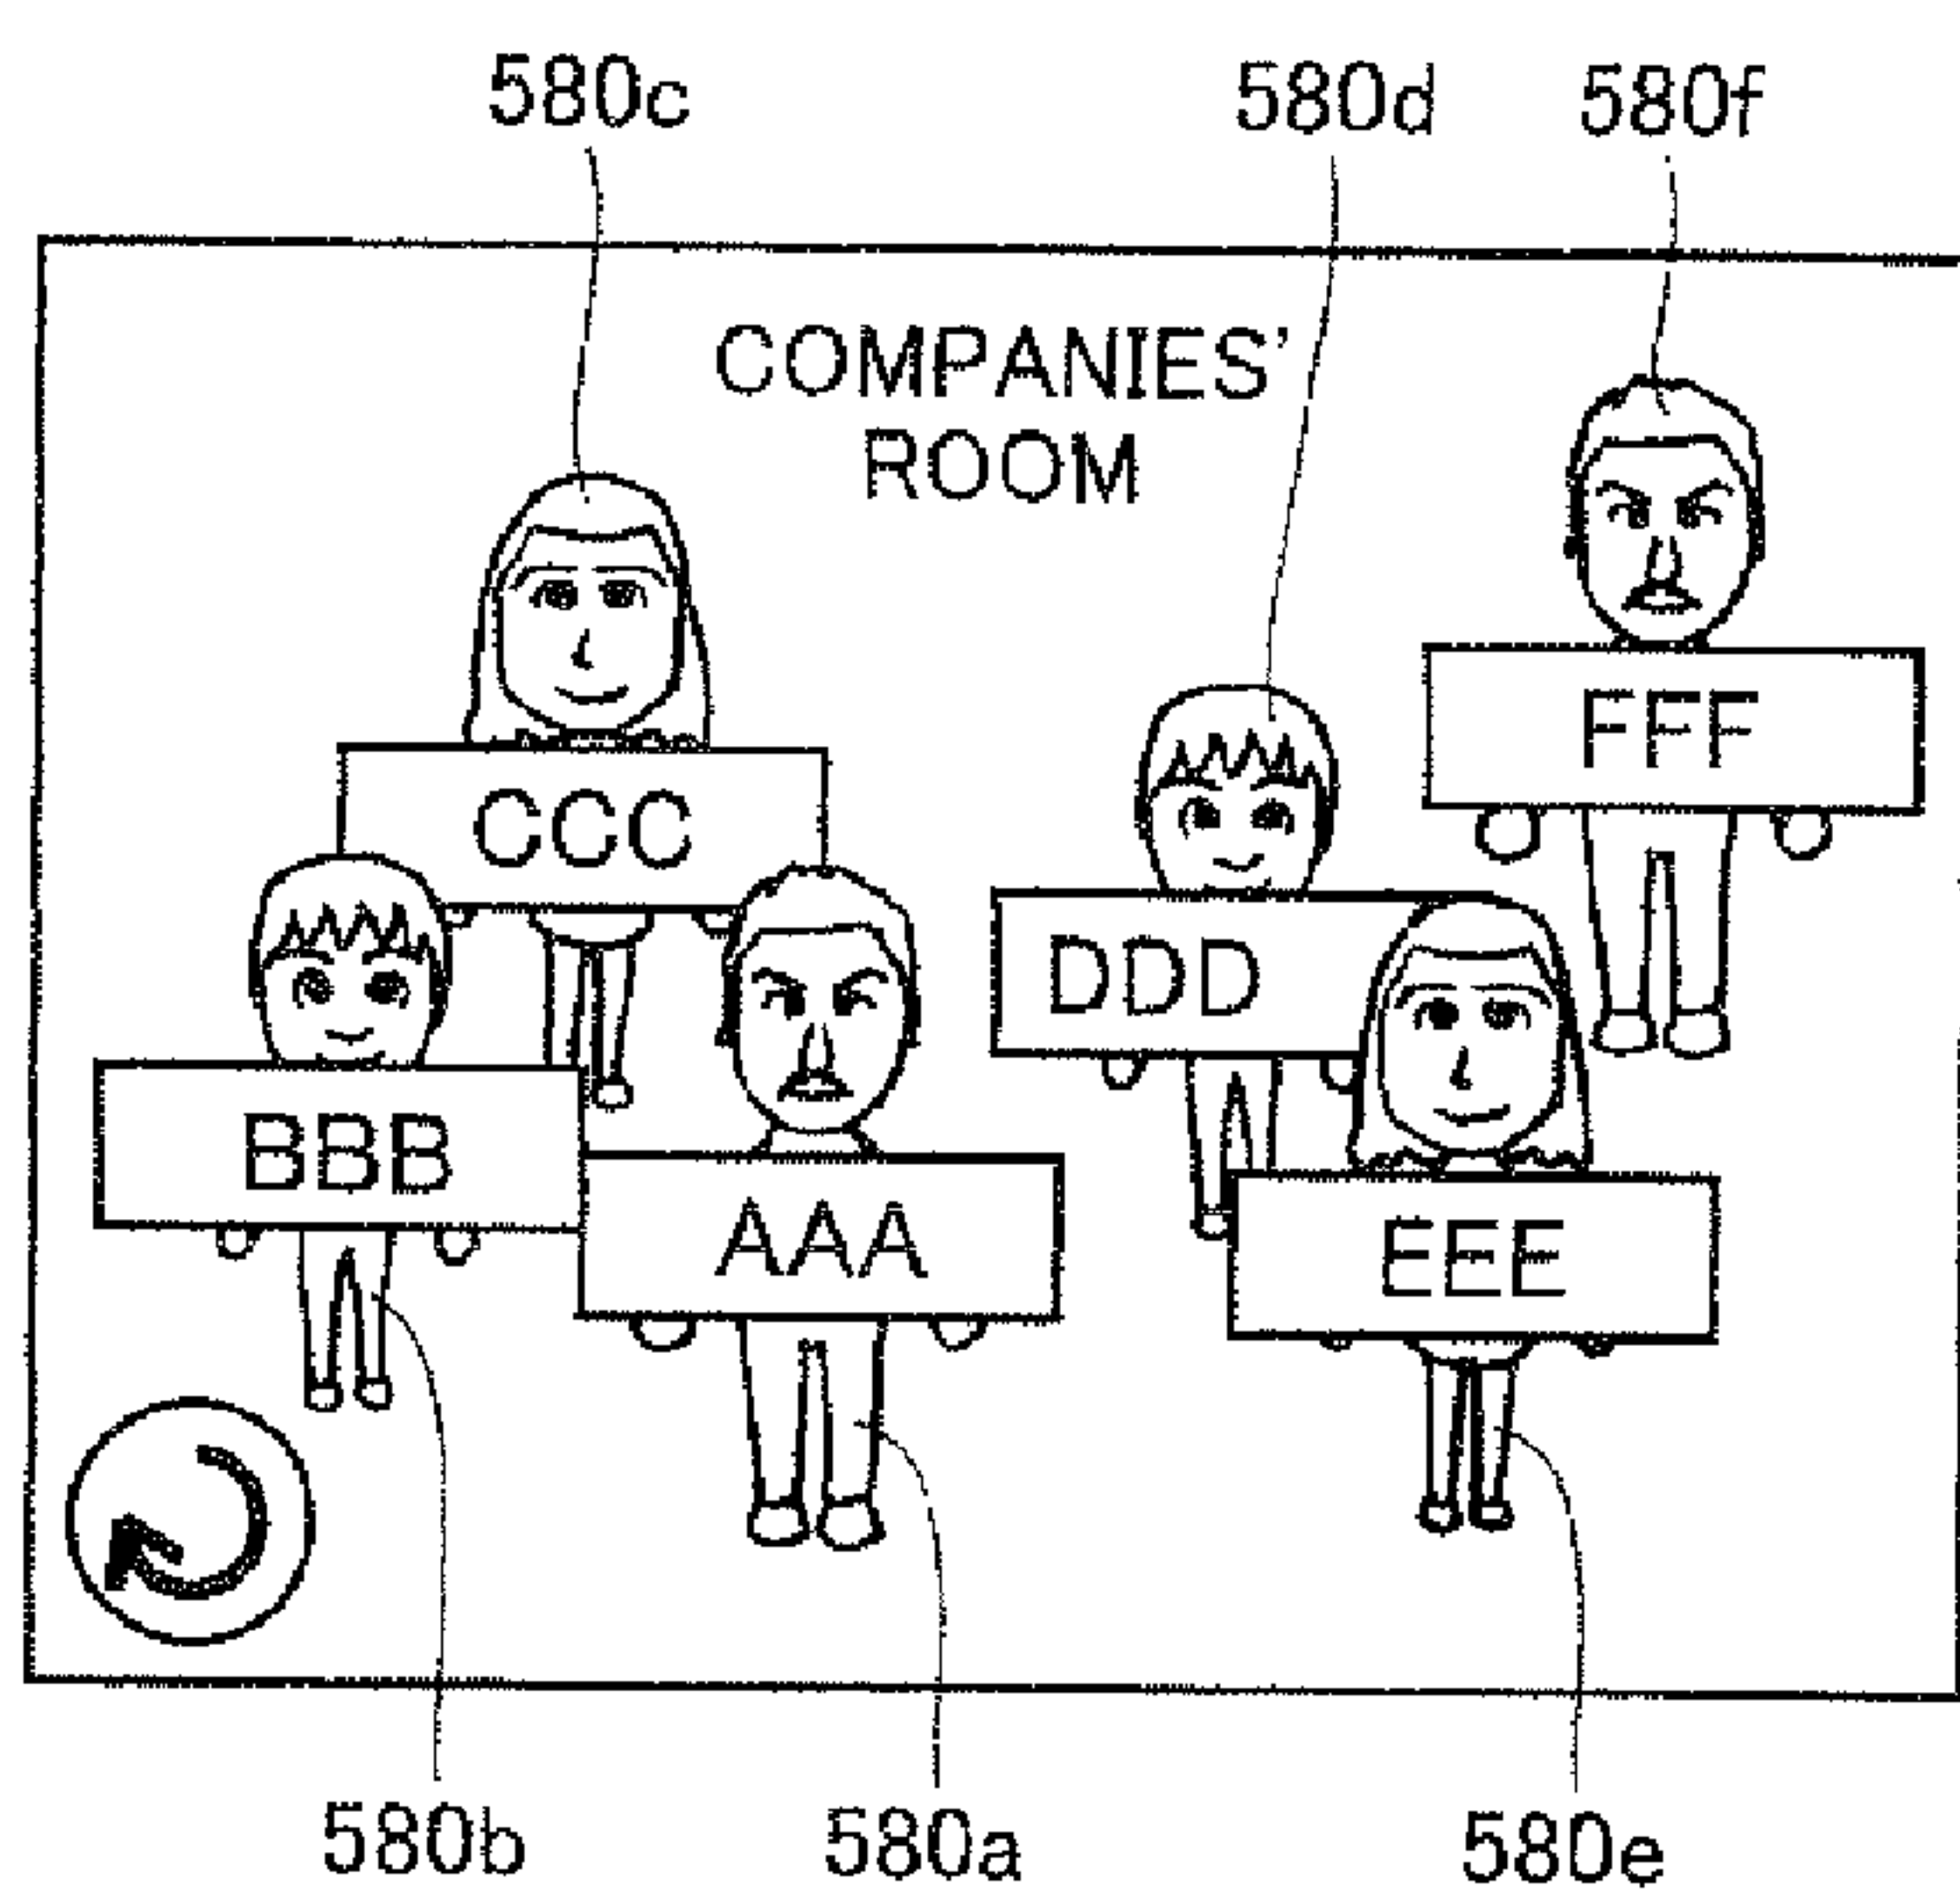 580c 580d 580f
COMPANIES'
ROOM
FFF
CCC
DDD
BBB
AAA
EEE
580b 580a 580e